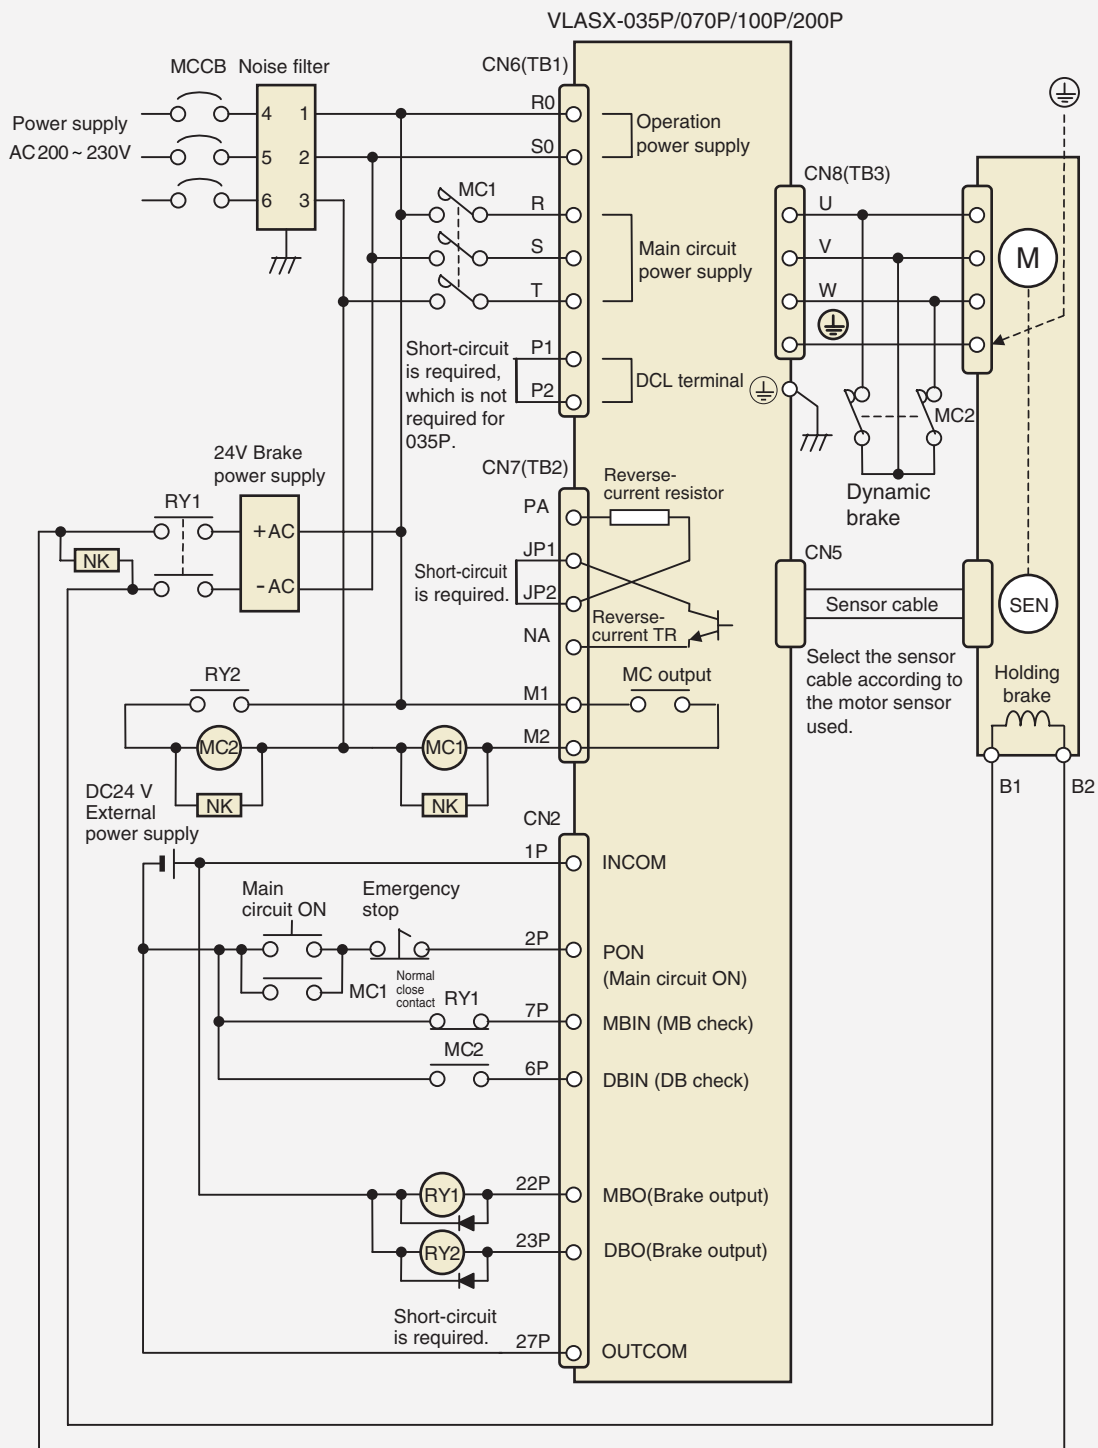 VLASX-035P/070P/100P/200P
CN6(TB1)
MCCB
Noise filter
Power supply
AC200 ~ 230V
4 1
5 2
6 3
R0
S0
Operation
power supply
MC1
R
S
T
Main circuit
power supply
Short-circuit
is required,
which is not
required for
035P.
P1
P2
DCL terminal
CN8(TB3)
U
V
W
M
MC2
Dynamic
brake
24V Brake
power supply
RY1
+AC
-AC
NK
CN7(TB2)
PA
Reverse-
current resistor
JP1
JP2
Short-circuit
is required.
NA
Reverse-
current TR
CN5
Sensor cable
SEN
Select the sensor
cable according to
the motor sensor
used.
Holding
brake
B1
B2
RY2
M1
MC output
MC2
MC1
M2
NK
NK
DC24 V
External
power supply
CN2
1P
INCOM
Main
circuit ON
Emergency
stop
2P
PON
(Main circuit ON)
MC1
Normal
close
contact
RY1
7P
MBIN (MB check)
MC2
6P
DBIN (DB check)
RY1
22P
MBO(Brake output)
RY2
23P
DBO(Brake output)
Short-circuit
is required.
27P
OUTCOM